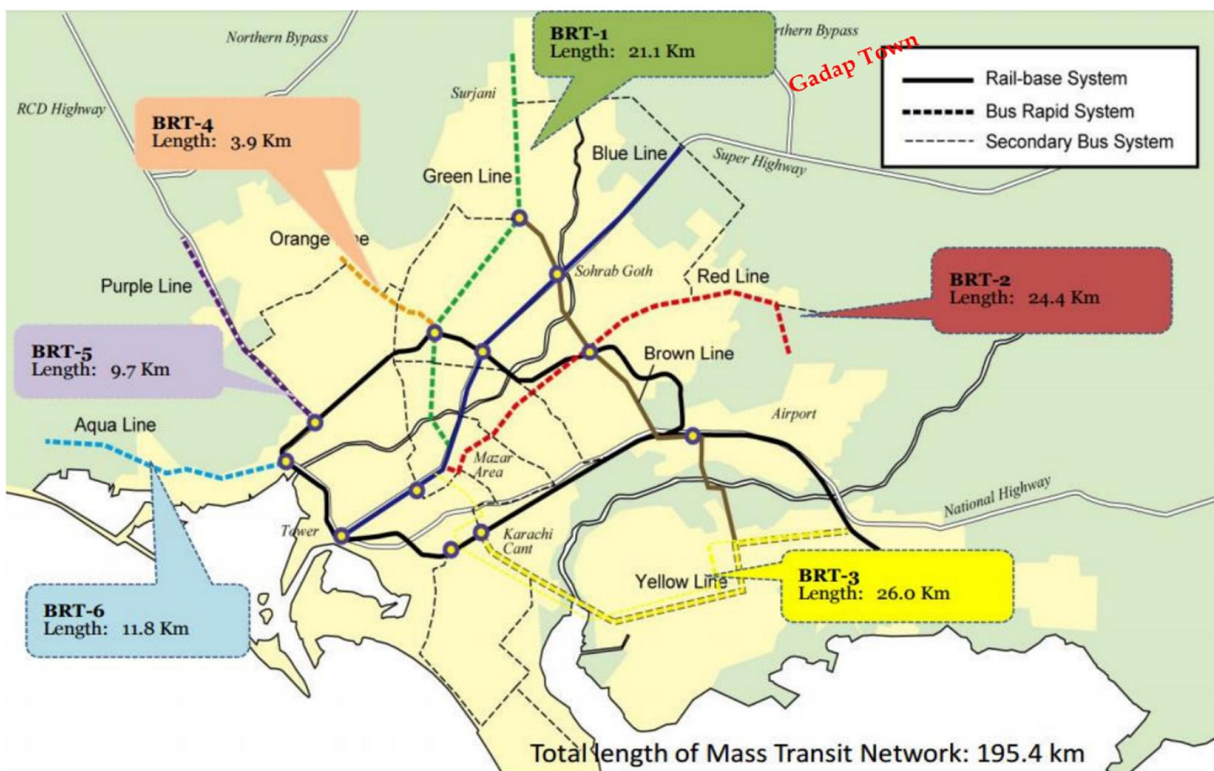 BRT-1
Length: 21.1 Km
Northern Bypass
rthern Bypass
Gadap Town
Rail-base System
Bus Rapid System
Secondary Bus System
RCD Highway
Surjani
BRT-4
Length: 3.9 Km
Blue Line
Super Highway
Green Line
Orange
ne
Sohrab Goth
Red Line
BRT-2
Length: 24.4 Km
Purple Line
BRT-5
Length: 9.7 Km
Brown Line
Aqua Line
Airport
Mazar
Area
National Highway
Tower
Karachi
Cant
BRT-3
Length: 26.0 Km
Yellow Line
BRT-6
Length: 11.8 Km
Total length of Mass Transit Network: 195.4 km